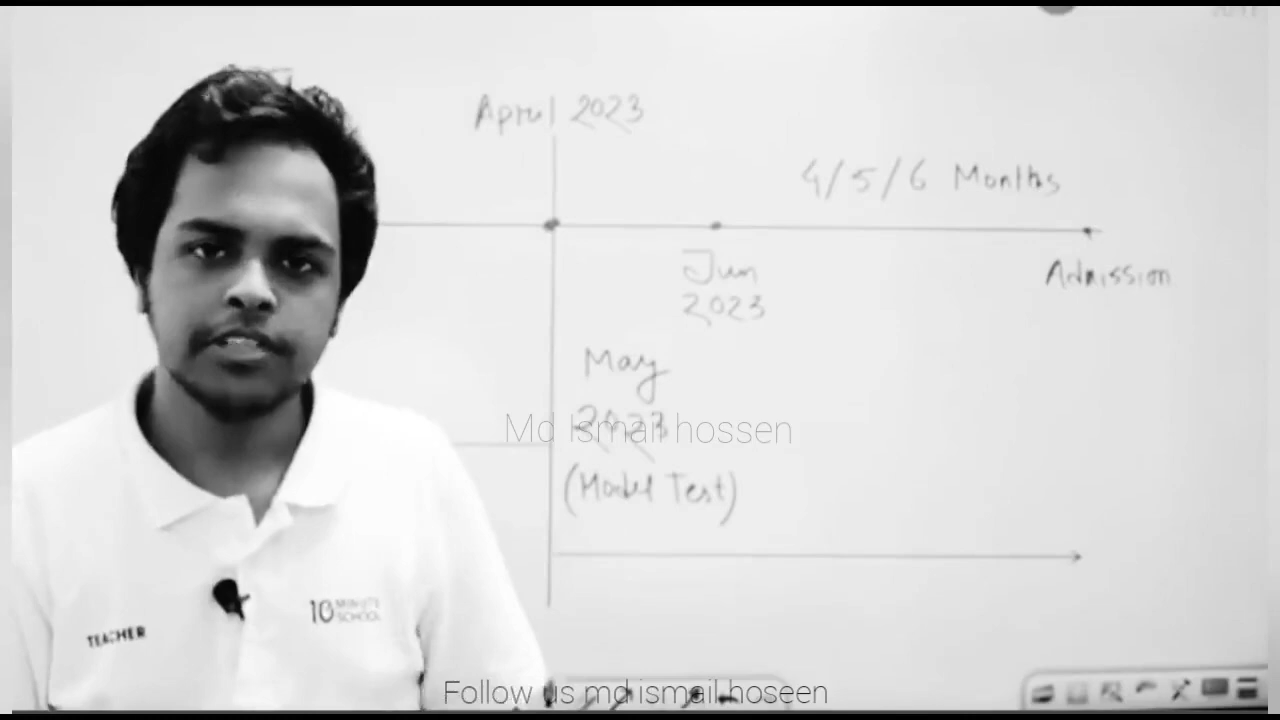 April 2023
4/5/6 Months
Jun
2023
Admission
May
2023
(Model Test)
Md Ismail hossen
TEACHER
10 MINUTE
SCHOOL
Follow us md ismail hoseen